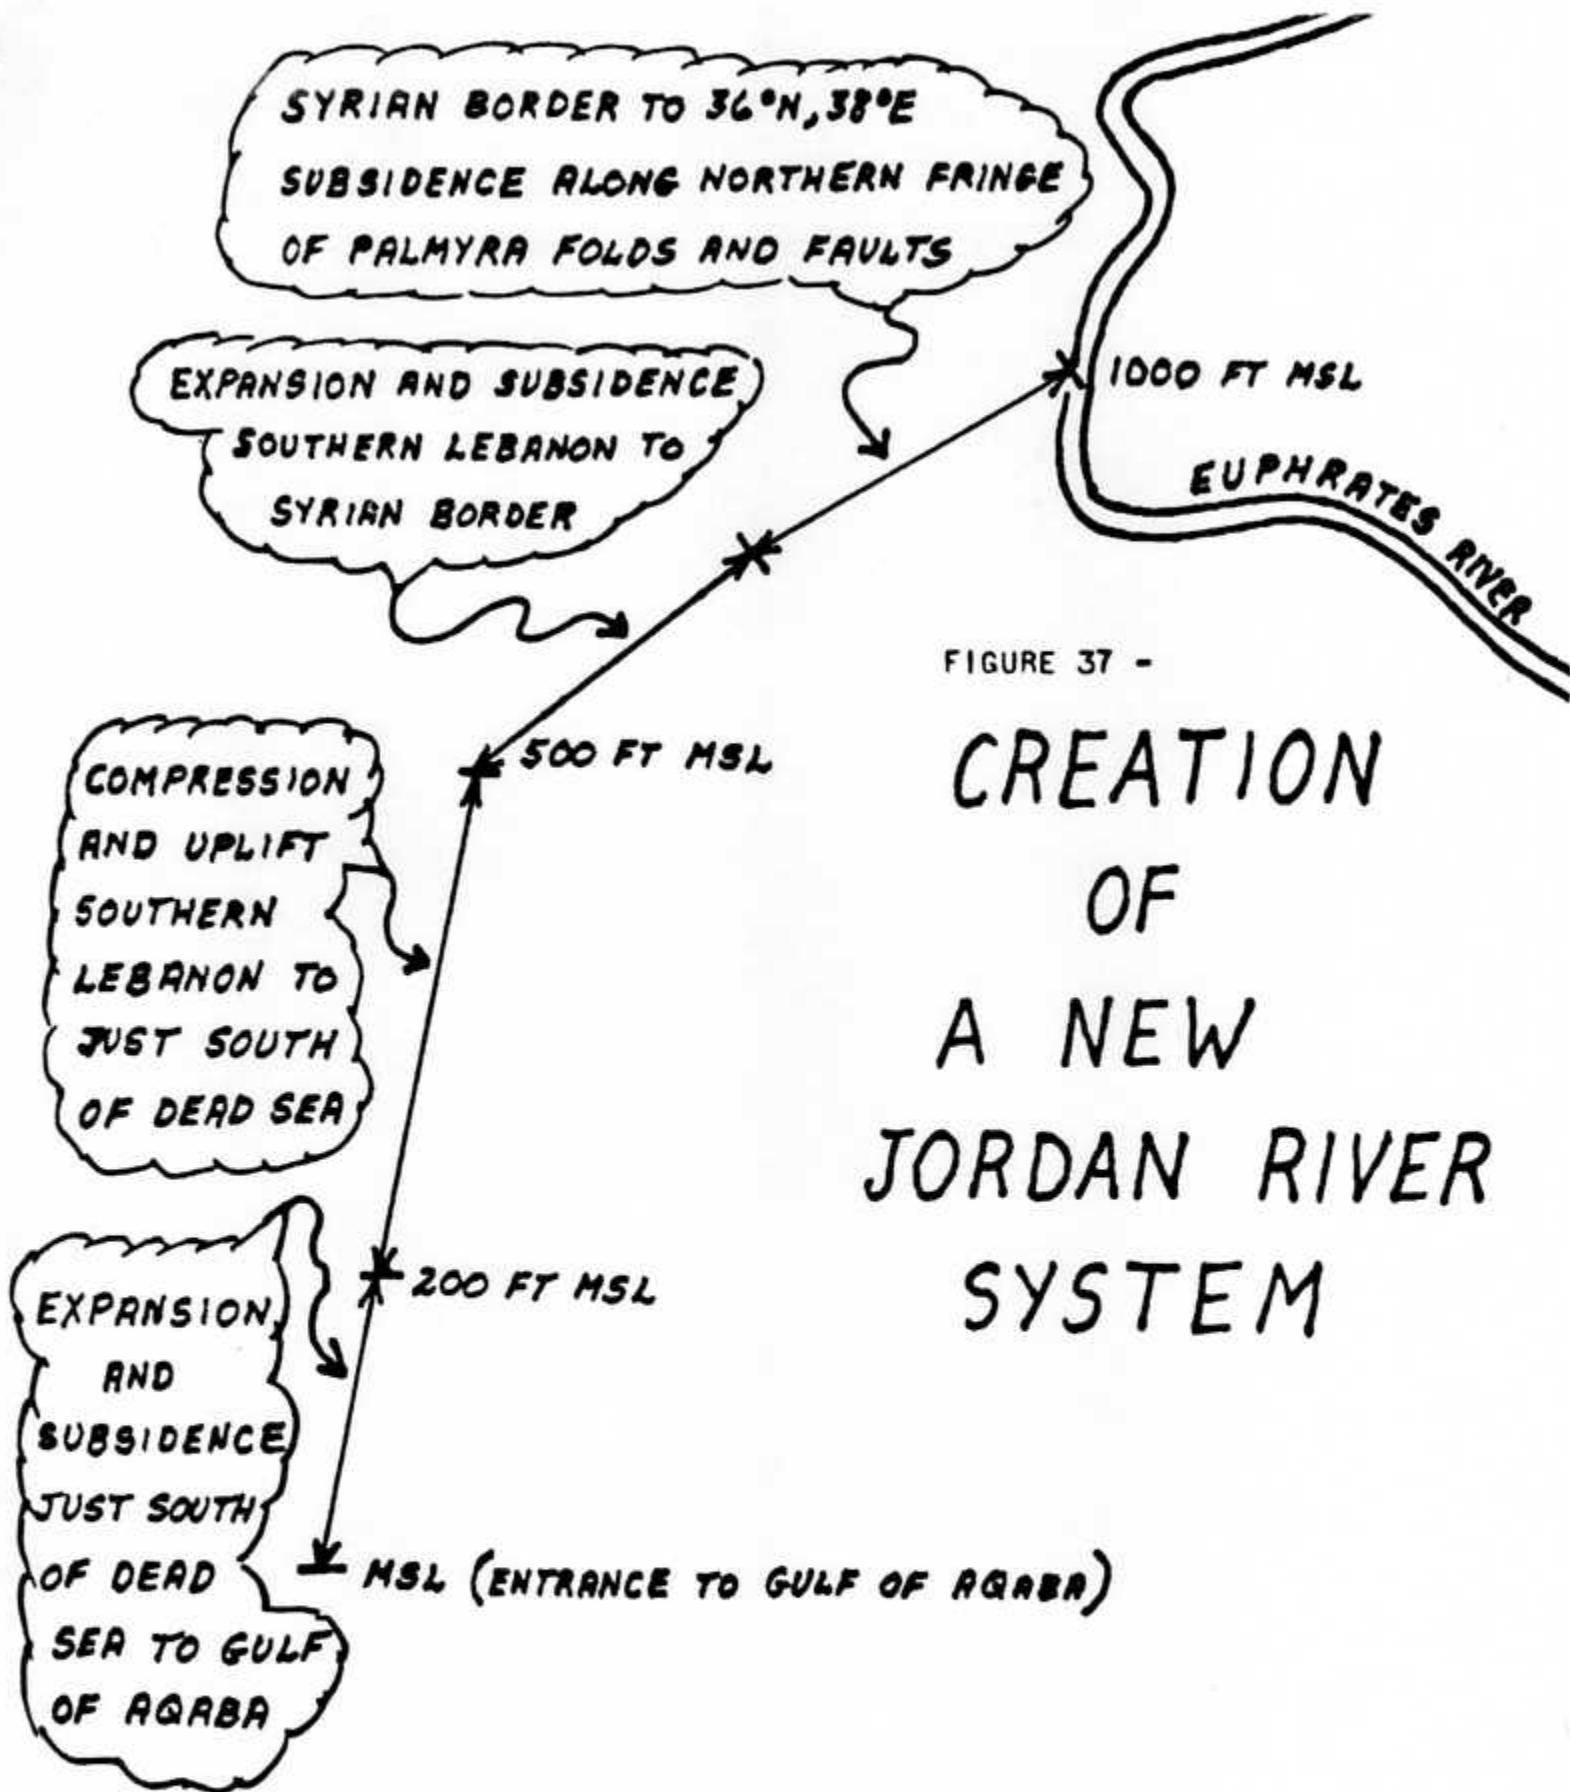 SYRIAN BORDER TO 36°N, 38°E
SUBSIDENCE ALONG NORTHERN FRINGE
OF PALMYRA FOLDS AND FAULTS
EXPANSION AND SUBSIDENCE
SOUTHERN LEBANON TO
SYRIAN BORDER
1000 FT MSL
EUPHRATES RIVER
FIGURE 37 -
CREATION
OF
A NEW
JORDAN RIVER
SYSTEM
500 FT MSL
COMPRESSION
AND UPLIFT
SOUTHERN
LEBANON TO
JUST SOUTH
OF DEAD SEA
200 FT MSL
EXPANSION
AND
SUBSIDENCE
JUST SOUTH
OF DEAD
SEA TO GULF
OF AQABA
MSL (ENTRANCE TO GULF OF AQABA)